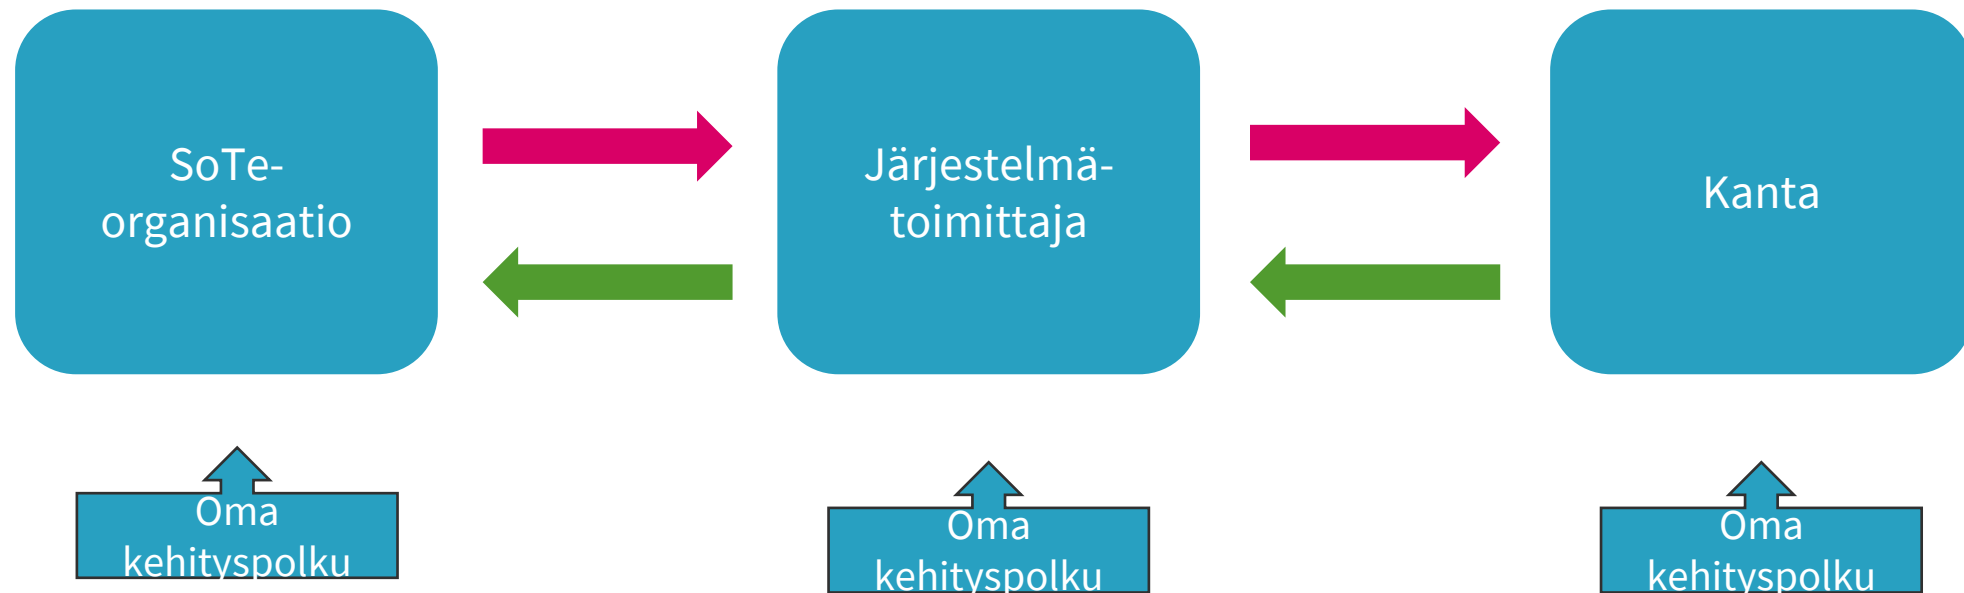 SoTe-
organisaatio
Järjestelmä-
toimittaja
Kanta
Oma
kehityspolku
Oma
kehityspolku
Oma
kehityspolku